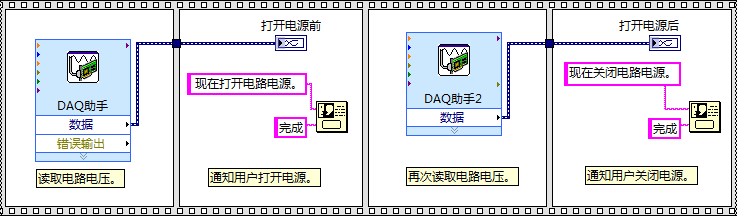 打开电源前
打开电源后
现在打开电路电源。
现在关闭电路电源。
DAQ助手
DAQ助手2
数据
数据
完成
完成
错误输出
读取电路电压。
通知用户打开电源。
再次读取电路电压。
通知用户关闭电源。